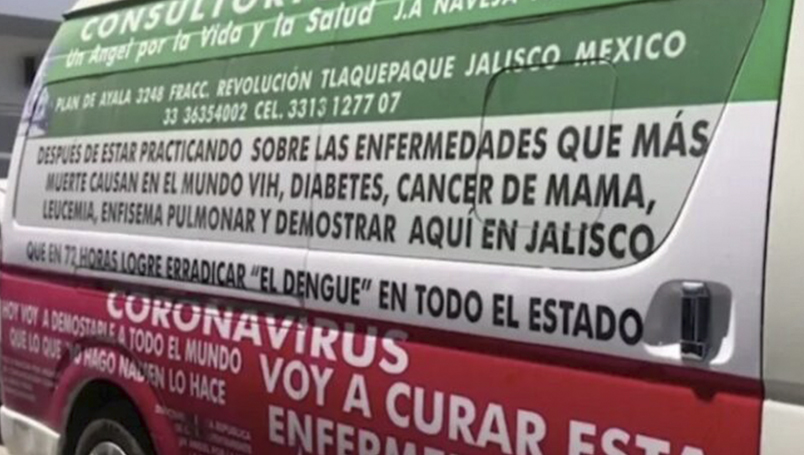 CONSULTOR
Un Angel por la Vida y la Salud J.A NAVEJA
PLAN DE AYALA 3248 FRACC. REVOLUCIÓN TLAQUEPAQUE JALISCO MEXICO
33 36354002 CEL. 3313 1277 07
DESPUÉS DE ESTAR PRACTICANDO SOBRE LAS ENFERMEDADES QUE MÁS
MUERTE CAUSAN EN EL MUNDO VIH, DIABETES, CANCER DE MAMA,
LEUCEMIA, ENFISEMA PULMONAR Y DEMOSTRAR AQUÍ EN JALISCO
QUE EN 72 HORAS LOGRE ERRADICAR "EL DENGUE" EN TODO EL ESTADO
CORONAVIRUS
HOY VOY A DEMOSTABLE A TODO EL MUNDO
QUE LO QUE YO HAGO NADIEN LO HACE
VOY A CURAR ESTA